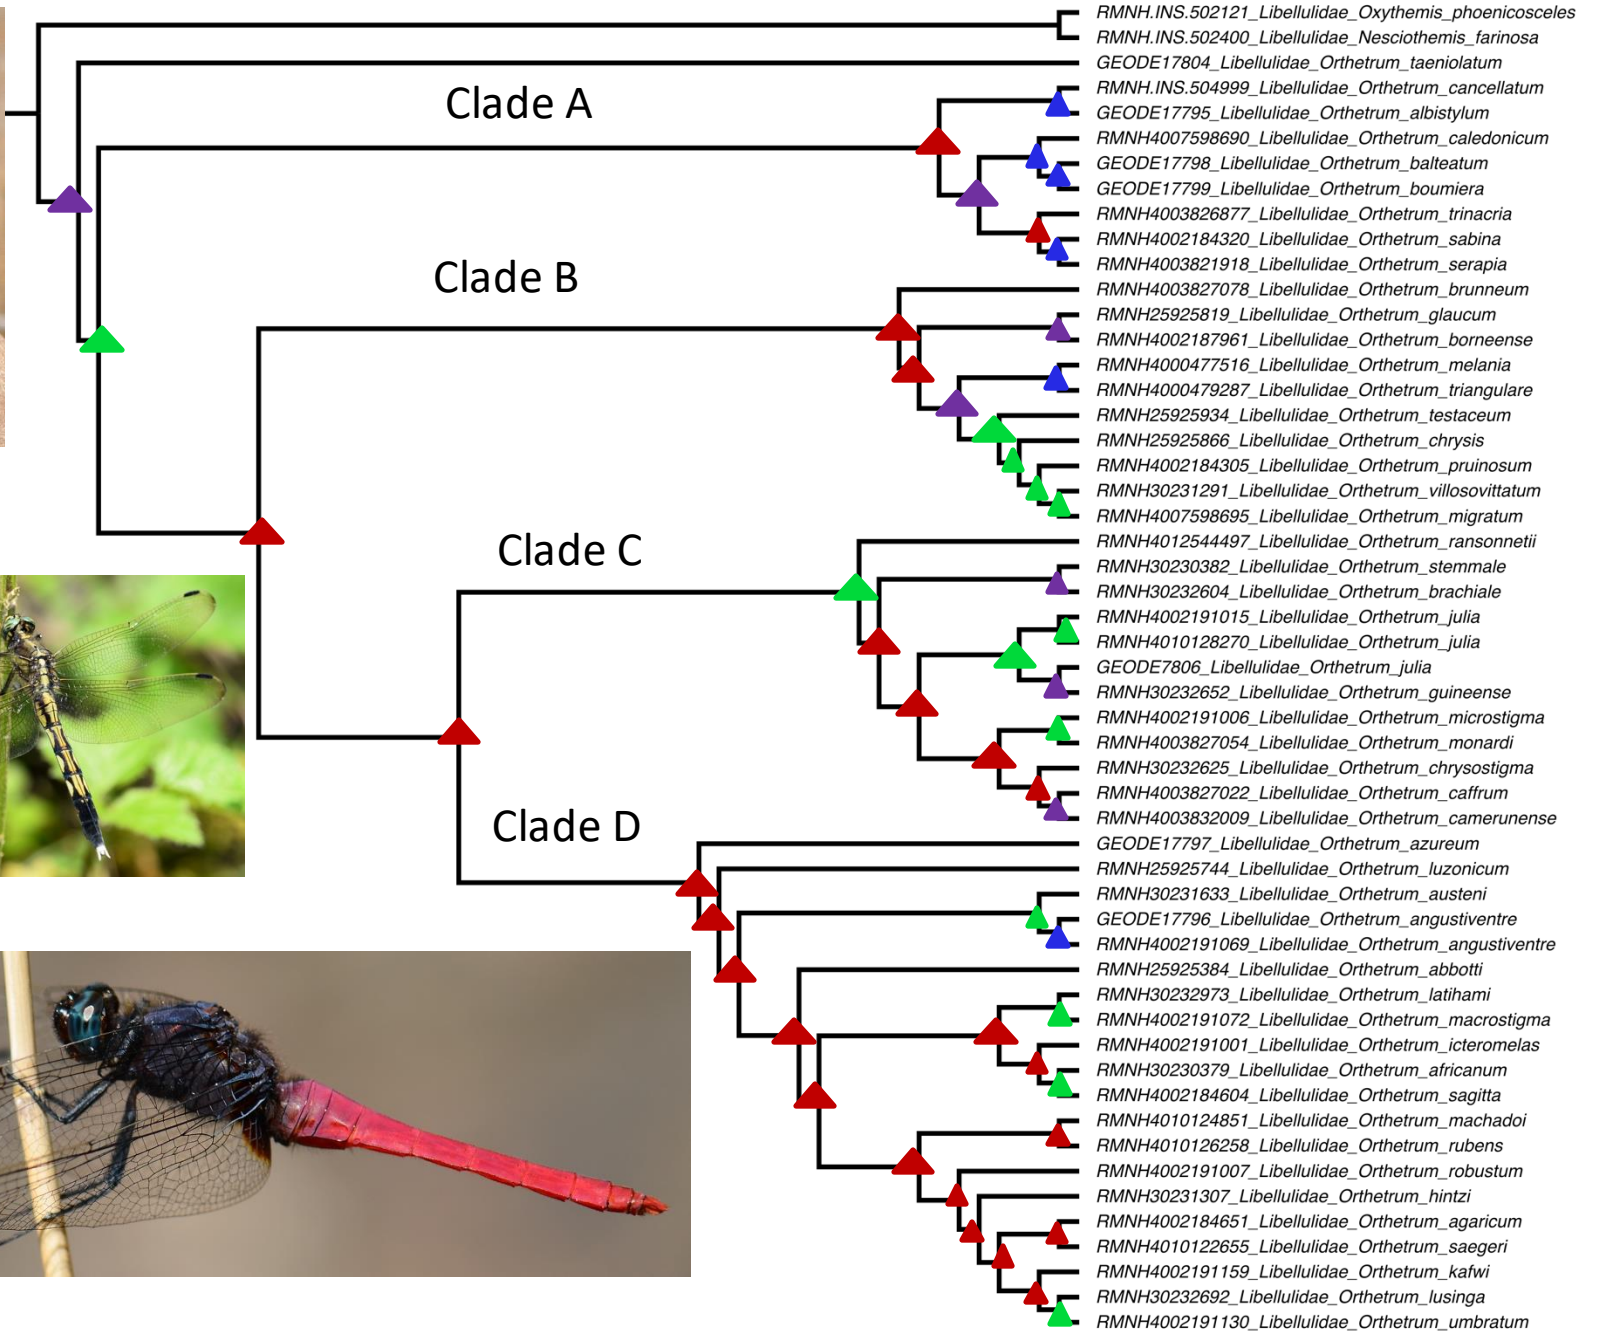 RMNH.INS.502121_Libellulidae_Oxythemis_phoenicosceles
RMNH.INS.502400_Libellulidae_Nesciothemis_farinosa
GEODE17804_Libellulidae_Orthetrum_taeniolatum
Clade A
RMNH.INS.504999_Libellulidae_Orthetrum_cancellatum
GEODE17795_Libellulidae_Orthetrum_albistylum
RMNH4007598690_Libellulidae_Orthetrum_caledonicum
GEODE17798_Libellulidae_Orthetrum_balteatum
GEODE17799_Libellulidae_Orthetrum_boumiera
RMNH4003826877_Libellulidae_Orthetrum_trinacria
RMNH4002184320_Libellulidae_Orthetrum_sabina
RMNH4003821918_Libellulidae_Orthetrum_serapia
Clade B
RMNH4003827078_Libellulidae_Orthetrum_brunneum
RMNH25925819_Libellulidae_Orthetrum_glaucum
RMNH4002187961_Libellulidae_Orthetrum_borneense
RMNH4000477516_Libellulidae_Orthetrum_melania
RMNH4000479287_Libellulidae_Orthetrum_triangulare
RMNH25925934_Libellulidae_Orthetrum_testaceum
RMNH25925866_Libellulidae_Orthetrum_chrysis
RMNH4002184305_Libellulidae_Orthetrum_pruinosum
RMNH30231291_Libellulidae_Orthetrum_villosovittatum
RMNH4007598695_Libellulidae_Orthetrum_migratum
Clade C
RMNH4012544497_Libellulidae_Orthetrum_ransonnetii
RMNH30230382_Libellulidae_Orthetrum_stemmale
RMNH30232604_Libellulidae_Orthetrum_brachiale
RMNH4002191015_Libellulidae_Orthetrum_julia
RMNH4010128270_Libellulidae_Orthetrum_julia
GEODE7806_Libellulidae_Orthetrum_julia
RMNH30232652_Libellulidae_Orthetrum_guineense
RMNH4002191006_Libellulidae_Orthetrum_microstigma
RMNH4003827054_Libellulidae_Orthetrum_monardi
RMNH30232625_Libellulidae_Orthetrum_chrysostigma
RMNH4003827022_Libellulidae_Orthetrum_caffrum
RMNH4003832009_Libellulidae_Orthetrum_camerunense
Clade D
GEODE17797_Libellulidae_Orthetrum_azureum
RMNH25925744_Libellulidae_Orthetrum_luzonicum
RMNH30231633_Libellulidae_Orthetrum_austeni
GEODE17796_Libellulidae_Orthetrum_angustiventre
RMNH4002191069_Libellulidae_Orthetrum_angustiventre
RMNH25925384_Libellulidae_Orthetrum_abbotti
RMNH30232973_Libellulidae_Orthetrum_latihami
RMNH4002191072_Libellulidae_Orthetrum_macrostigma
RMNH4002191001_Libellulidae_Orthetrum_icteromelas
RMNH30230379_Libellulidae_Orthetrum_africanum
RMNH4002184604_Libellulidae_Orthetrum_sagitta
RMNH4010124851_Libellulidae_Orthetrum_machadoi
RMNH4010126258_Libellulidae_Orthetrum_rubens
RMNH4002191007_Libellulidae_Orthetrum_robustum
RMNH30231307_Libellulidae_Orthetrum_hintzi
RMNH4002184651_Libellulidae_Orthetrum_agaricum
RMNH4010122655_Libellulidae_Orthetrum_saegeri
RMNH4002191159_Libellulidae_Orthetrum_kafwi
RMNH30232692_Libellulidae_Orthetrum_lusinga
RMNH4002191130_Libellulidae_Orthetrum_umbratum